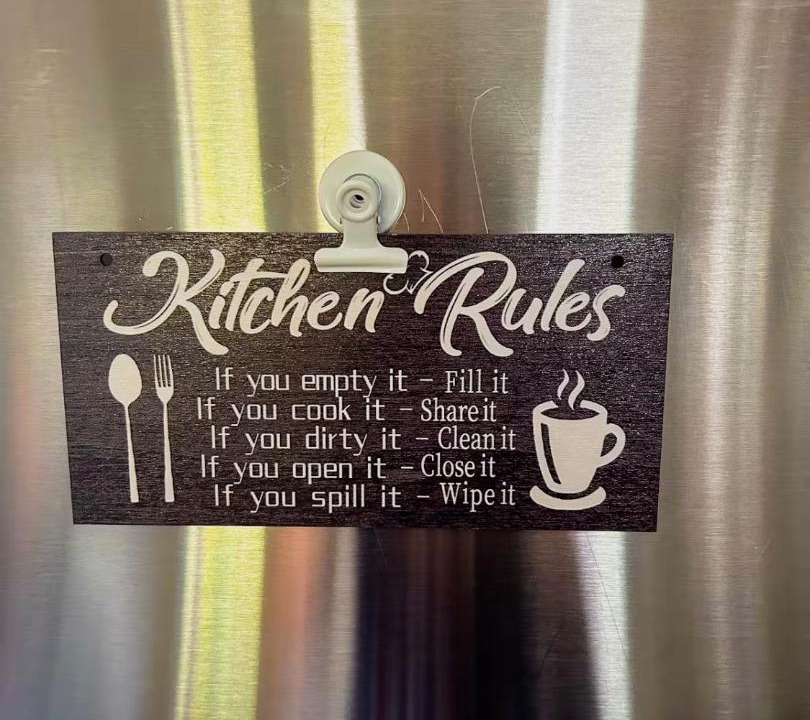 Kitchen Rules
If you empty it – Fill it
If you cook it – Share it
If you dirty it – Clean it
If you open it – Close it
If you spill it – Wipe it